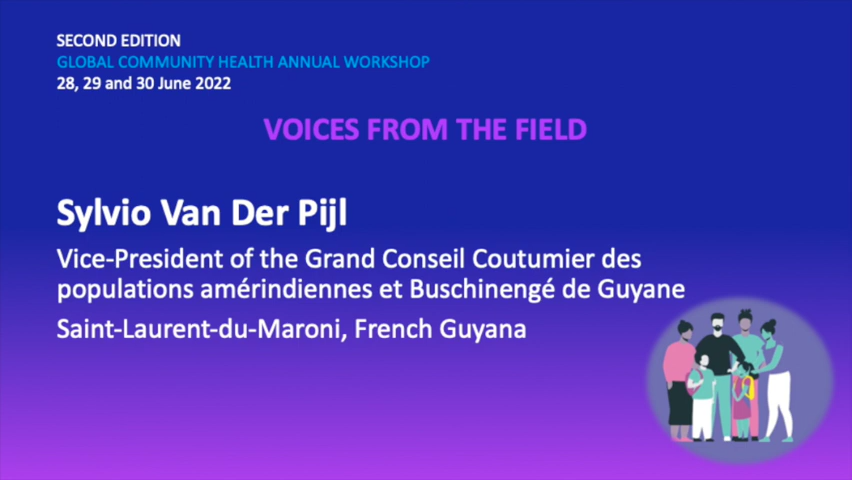 SECOND EDITION
GLOBAL COMMUNITY HEALTH ANNUAL WORKSHOP
28, 29 and 30 June 2022
VOICES FROM THE FIELD
Sylvio Van Der Pijl
Vice-President of the Grand Conseil Coutumier des
populations amérindiennes et Buschinengé de Guyane
Saint-Laurent-du-Maroni, French Guyana